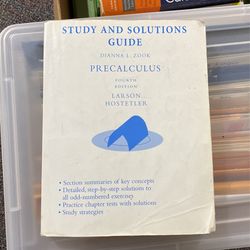 STUDY AND SOLUTIONS
GUIDE
DIANNA L. ZOOK
PRECALCULUS
FOURTH
EDITION
LARSON
HOSTETLER
• Section summaries of key concepts
• Detailed, step-by-step solutions to
all odd-numbered exercises
• Practice chapter tests with solutions
• Study strategies